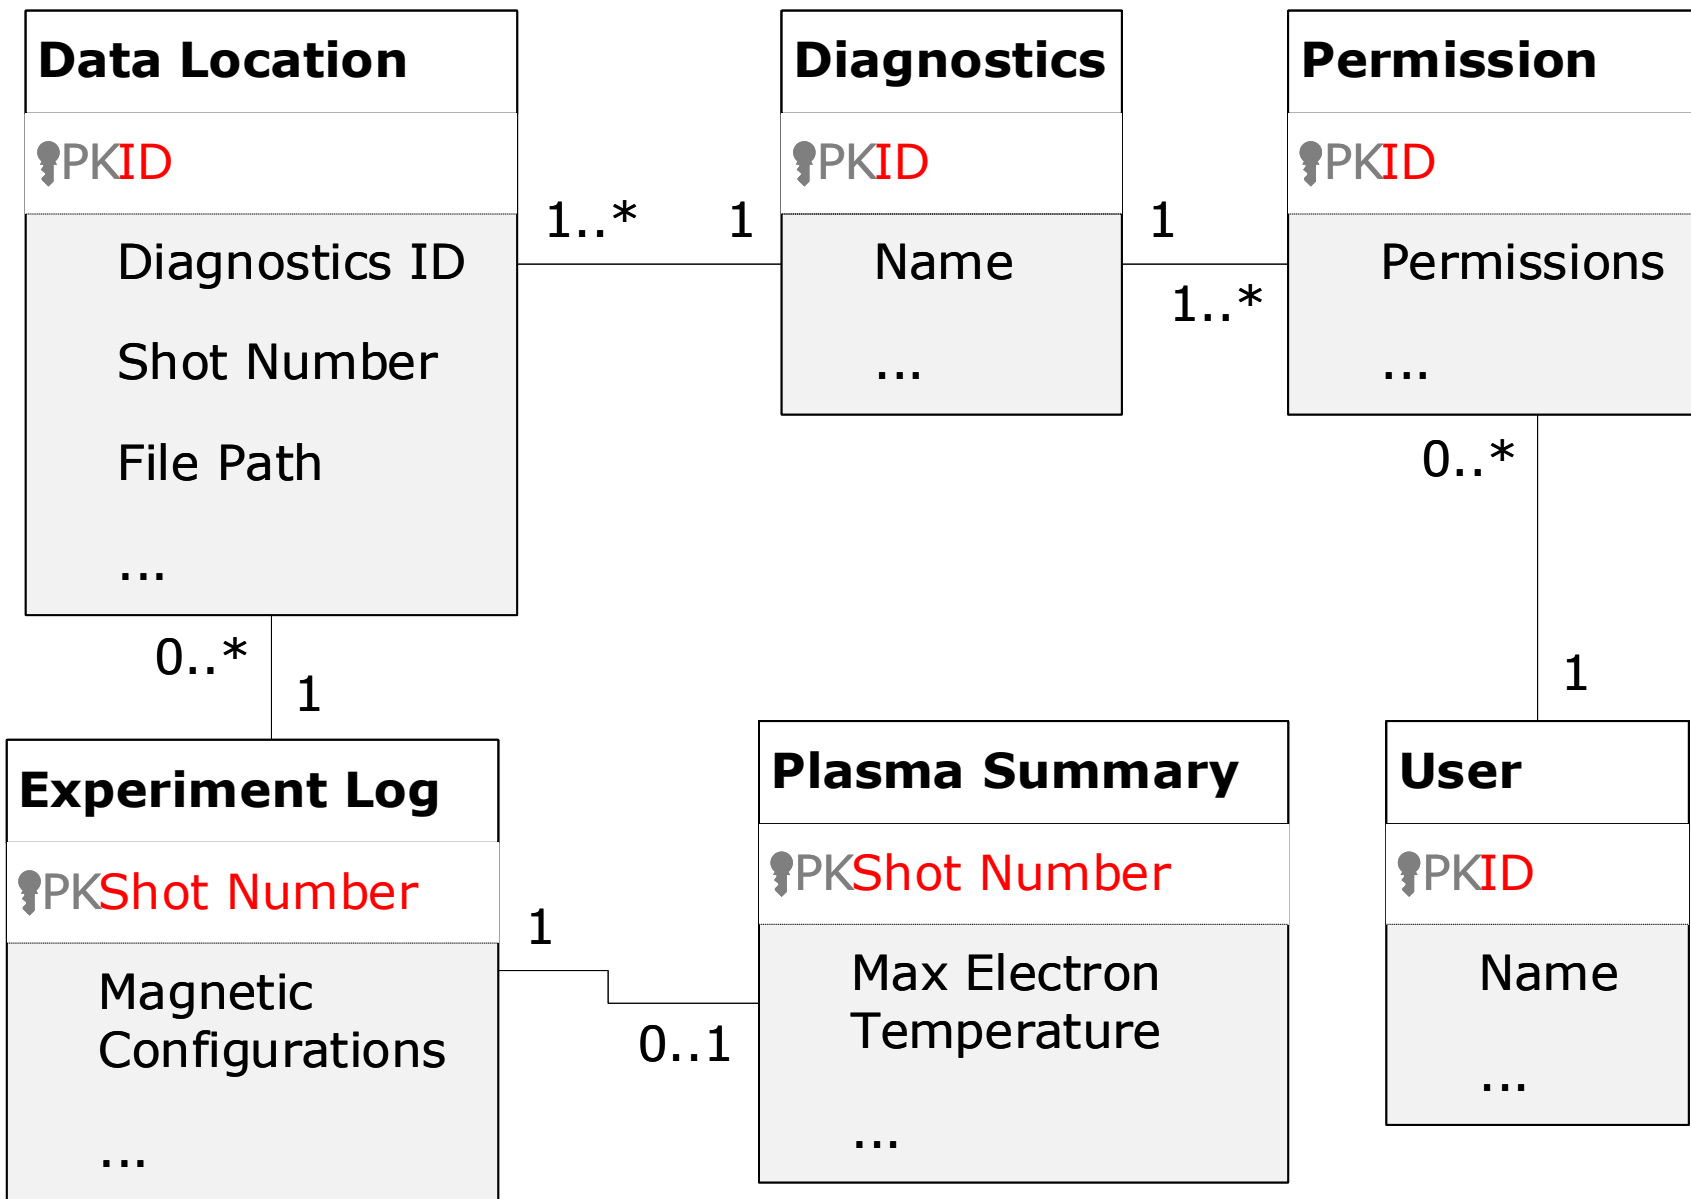 Data Location
PKID
Diagnostics ID
Shot Number
File Path
...
1..*
1
Diagnostics
PKID
Name
...
1
1..*
Permission
PKID
Permissions
...
0..*
1
0..*
1
Experiment Log
PKShot Number
Magnetic
Configurations
...
1
0..1
Plasma Summary
PKShot Number
Max Electron
Temperature
...
User
PKID
Name
...